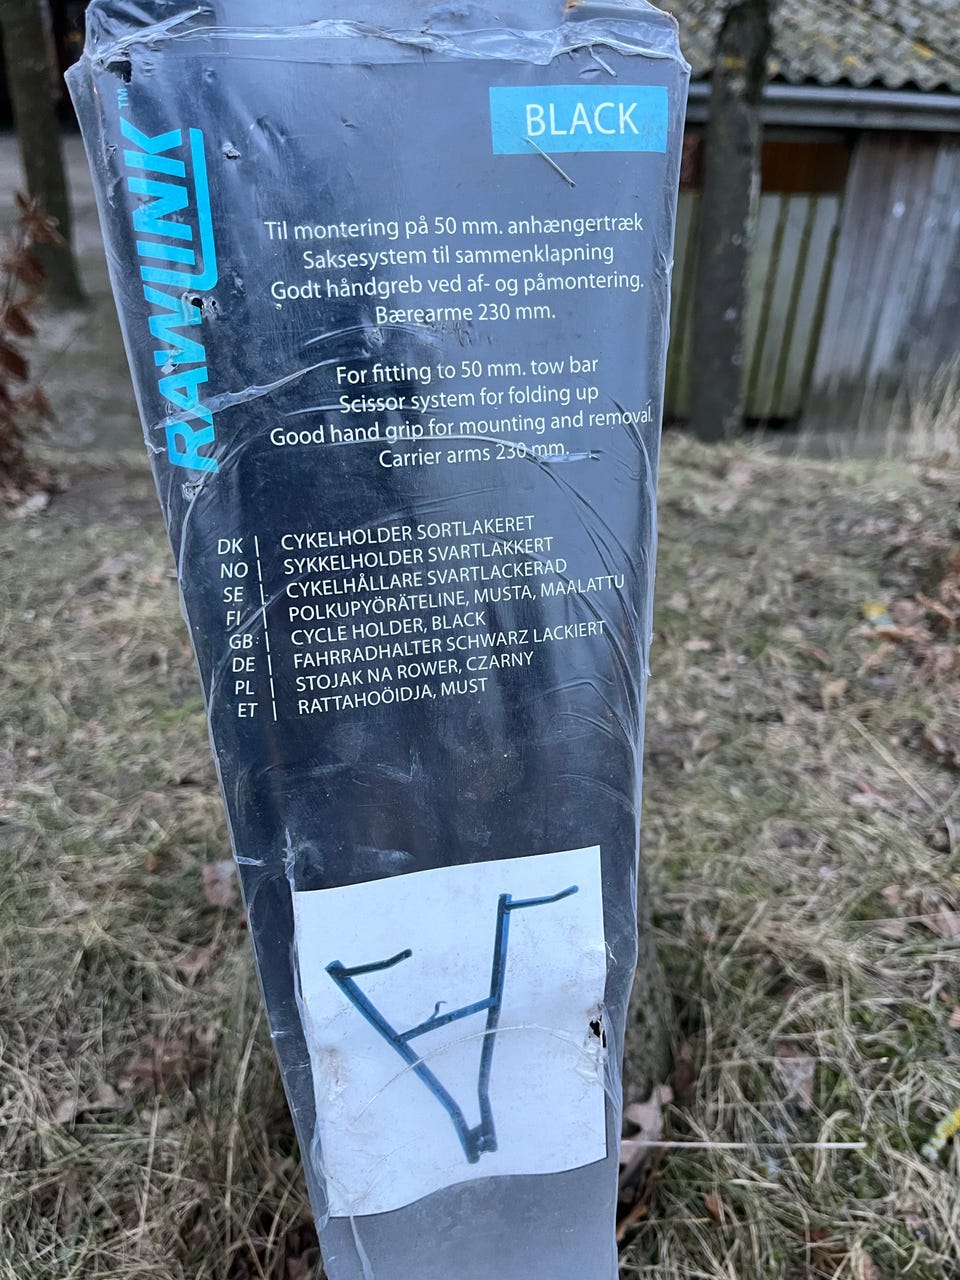 RAWLINK™
BLACK
Til montering på 50 mm. anhængertræk
Saksesystem til sammenklapning
Godt håndgreb ved af- og påmontering.
Bærearme 230 mm.
For fitting to 50 mm. tow bar
Scissor system for folding up
Good hand grip for mounting and removal.
Carrier arms 230 mm.
DK | CYKELHOLDER SORTLAKERET
NO | SYKKELHOLDER SVARTLAKKERT
SE | CYKELHÅLLARE SVARTLACKERAD
FI | POLKUPYÖRÄTELINE, MUSTA, MAALATTU
GB: | CYCLE HOLDER, BLACK
DE | FAHRRADHALTER SCHWARZ LACKIERT
PL | STOJAK NA ROWER, CZARNY
ET | RATTAHOÖIDJA, MUST